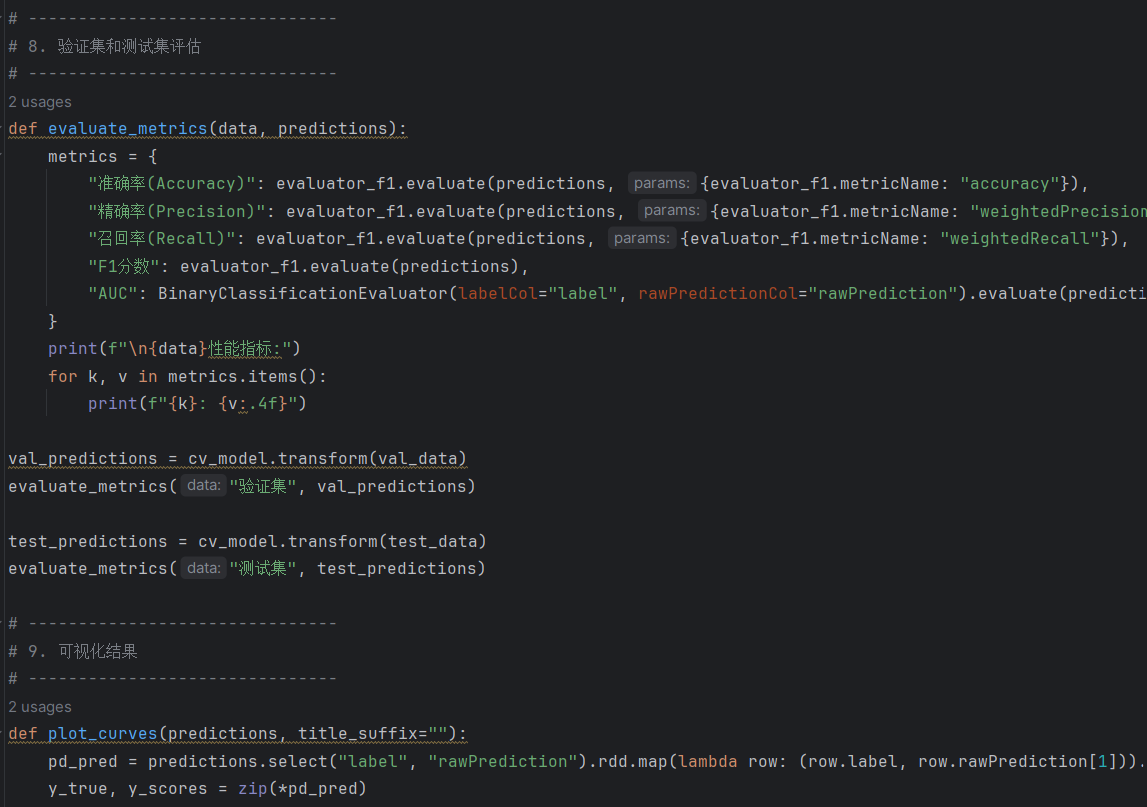 # -------------------------------
# 8. 验证集和测试集评估
# -------------------------------
2 usages
def evaluate_metrics(data, predictions):
    metrics = {
        "准确率(Accuracy)": evaluator_f1.evaluate(predictions, params: {evaluator_f1.metricName: "accuracy"}),
        "精确率(Precision)": evaluator_f1.evaluate(predictions, params: {evaluator_f1.metricName: "weightedPrecision
        "召回率(Recall)": evaluator_f1.evaluate(predictions, params: {evaluator_f1.metricName: "weightedRecall"}),
        "F1分数": evaluator_f1.evaluate(predictions),
        "AUC": BinaryClassificationEvaluator(labelCol="label", rawPredictionCol="rawPrediction").evaluate(predicti
    }
    print(f"\n{data}性能指标:")
    for k, v in metrics.items():
        print(f"{k}: {v:.4f}")

val_predictions = cv_model.transform(val_data)
evaluate_metrics( data: "验证集", val_predictions)

test_predictions = cv_model.transform(test_data)
evaluate_metrics( data: "测试集", test_predictions)

# -------------------------------
# 9. 可视化结果
# -------------------------------
2 usages
def plot_curves(predictions, title_suffix=""):
    pd_pred = predictions.select("label", "rawPrediction").rdd.map(lambda row: (row.label, row.rawPrediction[1])).
    y_true, y_scores = zip(*pd_pred)